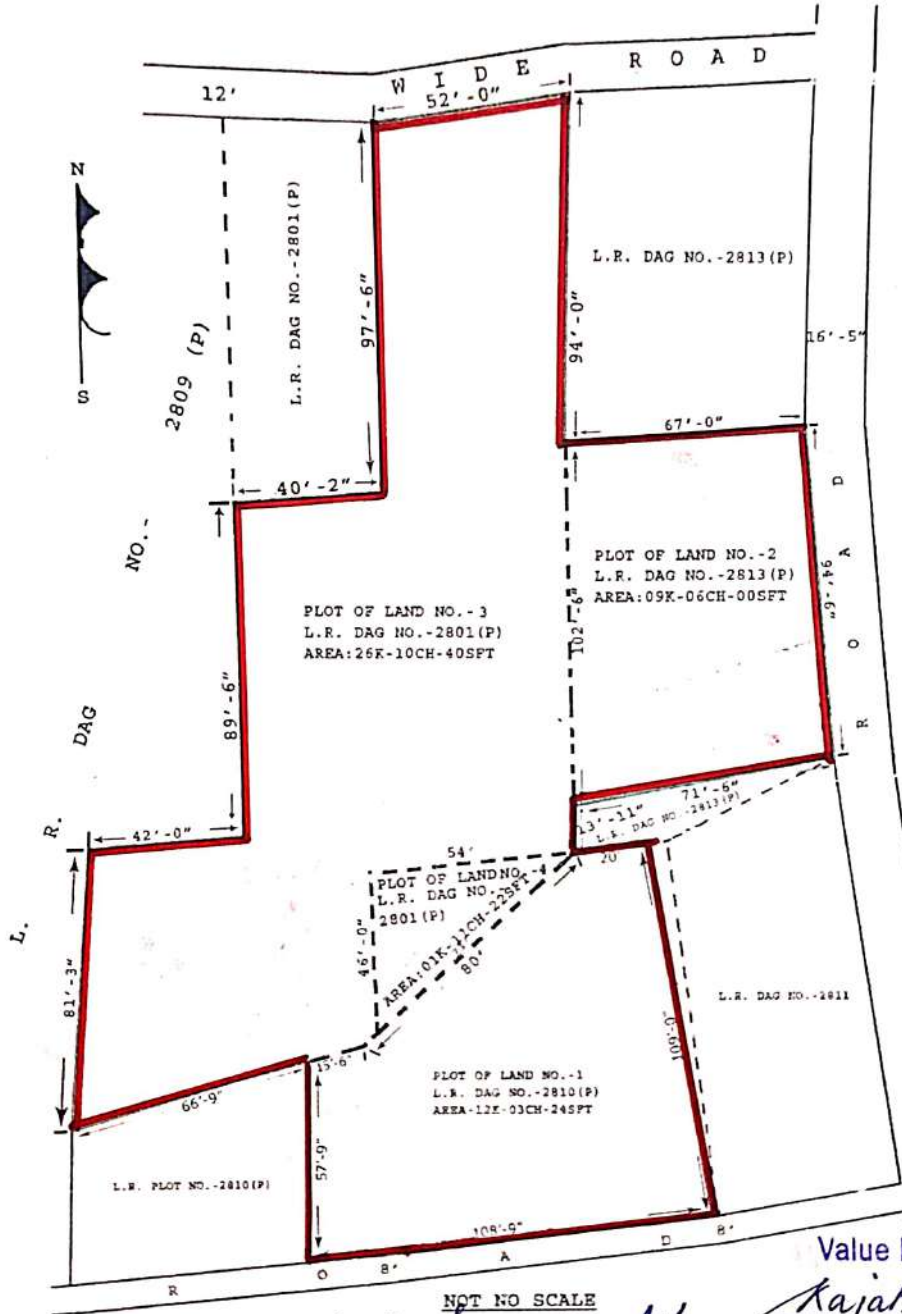 W I D E R O A D
12'
52'-0"
N
S
L.R. DAG NO.-2801(P)
97'-6"
94'-0"
L.R. DAG NO.-2813(P)
16'-5"
67'-0"
L. R. DAG NO.- 2809 (P)
40'-2"
PLOT OF LAND NO.-2
L.R. DAG NO.-2813(P)
AREA:09K-06CH-00SFT
R O A D
94'-6"
102'-6"
PLOT OF LAND NO.-3
L.R. DAG NO.-2801(P)
AREA:26K-10CH-40SFT
89'-6"
71'-6"
13'-11"
L.R. DAG NO.-2813(P)
42'-0"
54'
20'
PLOT OF LAND NO.-4
L.R. DAG NO.-
2801(P)
AREA:01K-11CH-22SFT
46'-0"
80'
81'-3"
109'-0"
L.R. DAG NO.-2811
15'-6"
66'-9"
57'-9"
PLOT OF LAND NO.-1
L.R. DAG NO.-2810(P)
AREA-12K-03CH-24SFT
L.R. PLOT NO.-2810(P)
108'-9"
R O 8' A D 8'
Value
NOT NO SCALE